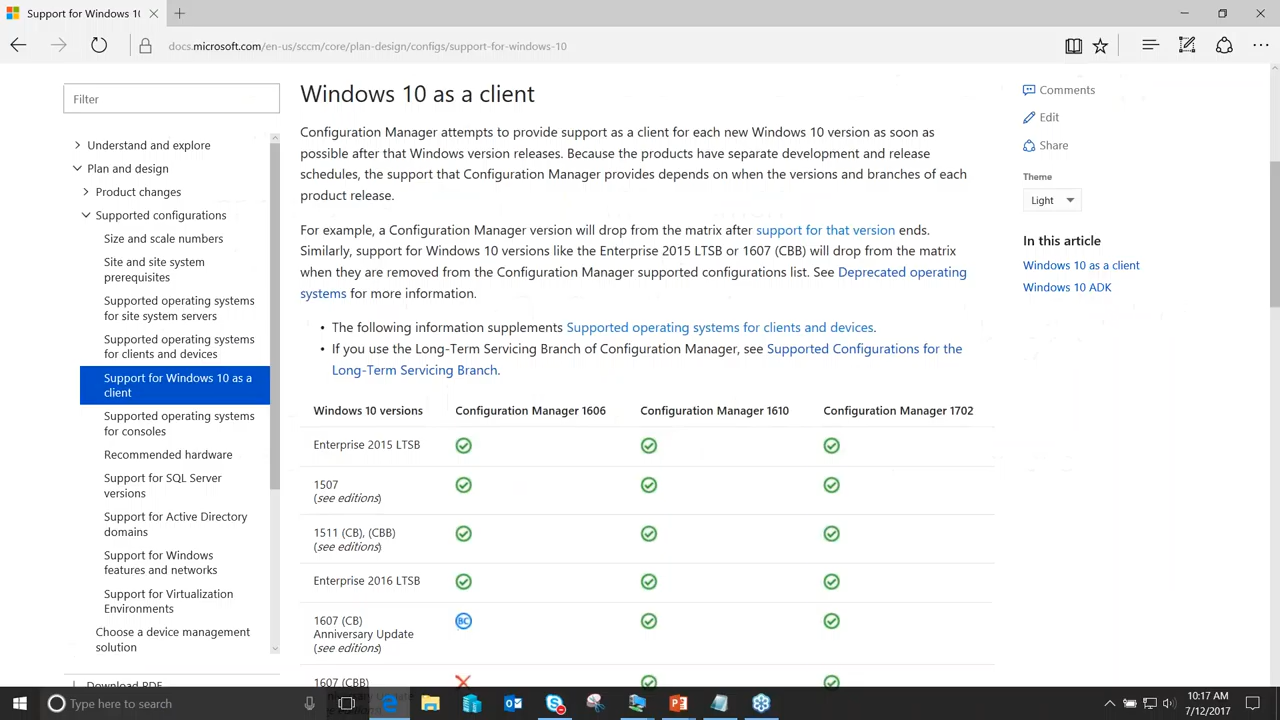 Support for Windows 10
docs.microsoft.com/en-us/sccm/core/plan-design/configs/support-for-windows-10
Filter
Understand and explore
Plan and design
Product changes
Supported configurations
Size and scale numbers
Site and site system
prerequisites
Supported operating systems
for site system servers
Supported operating systems
for clients and devices
Support for Windows 10 as a
client
Supported operating systems
for consoles
Recommended hardware
Support for SQL Server
versions
Support for Active Directory
domains
Support for Windows
features and networks
Support for Virtualization
Environments
Choose a device management
solution
Download PDF
Windows 10 as a client
Configuration Manager attempts to provide support as a client for each new Windows 10 version as soon as
possible after that Windows version releases. Because the products have separate development and release
schedules, the support that Configuration Manager provides depends on when the versions and branches of each
product release.
For example, a Configuration Manager version will drop from the matrix after support for that version ends.
Similarly, support for Windows 10 versions like the Enterprise 2015 LTSB or 1607 (CBB) will drop from the matrix
when they are removed from the Configuration Manager supported configurations list. See Deprecated operating
systems for more information.
• The following information supplements Supported operating systems for clients and devices.
• If you use the Long-Term Servicing Branch of Configuration Manager, see Supported Configurations for the
Long-Term Servicing Branch.
Windows 10 versions Configuration Manager 1606 Configuration Manager 1610 Configuration Manager 1702
Enterprise 2015 LTSB
1507
(see editions)
1511 (CB), (CBB)
(see editions)
Enterprise 2016 LTSB
1607 (CB) BC
Anniversary Update
(see editions)
1607 (CBB)
Comments
Edit
Share
Theme
Light
In this article
Windows 10 as a client
Windows 10 ADK
Type here to search
10:17 AM
7/12/2017